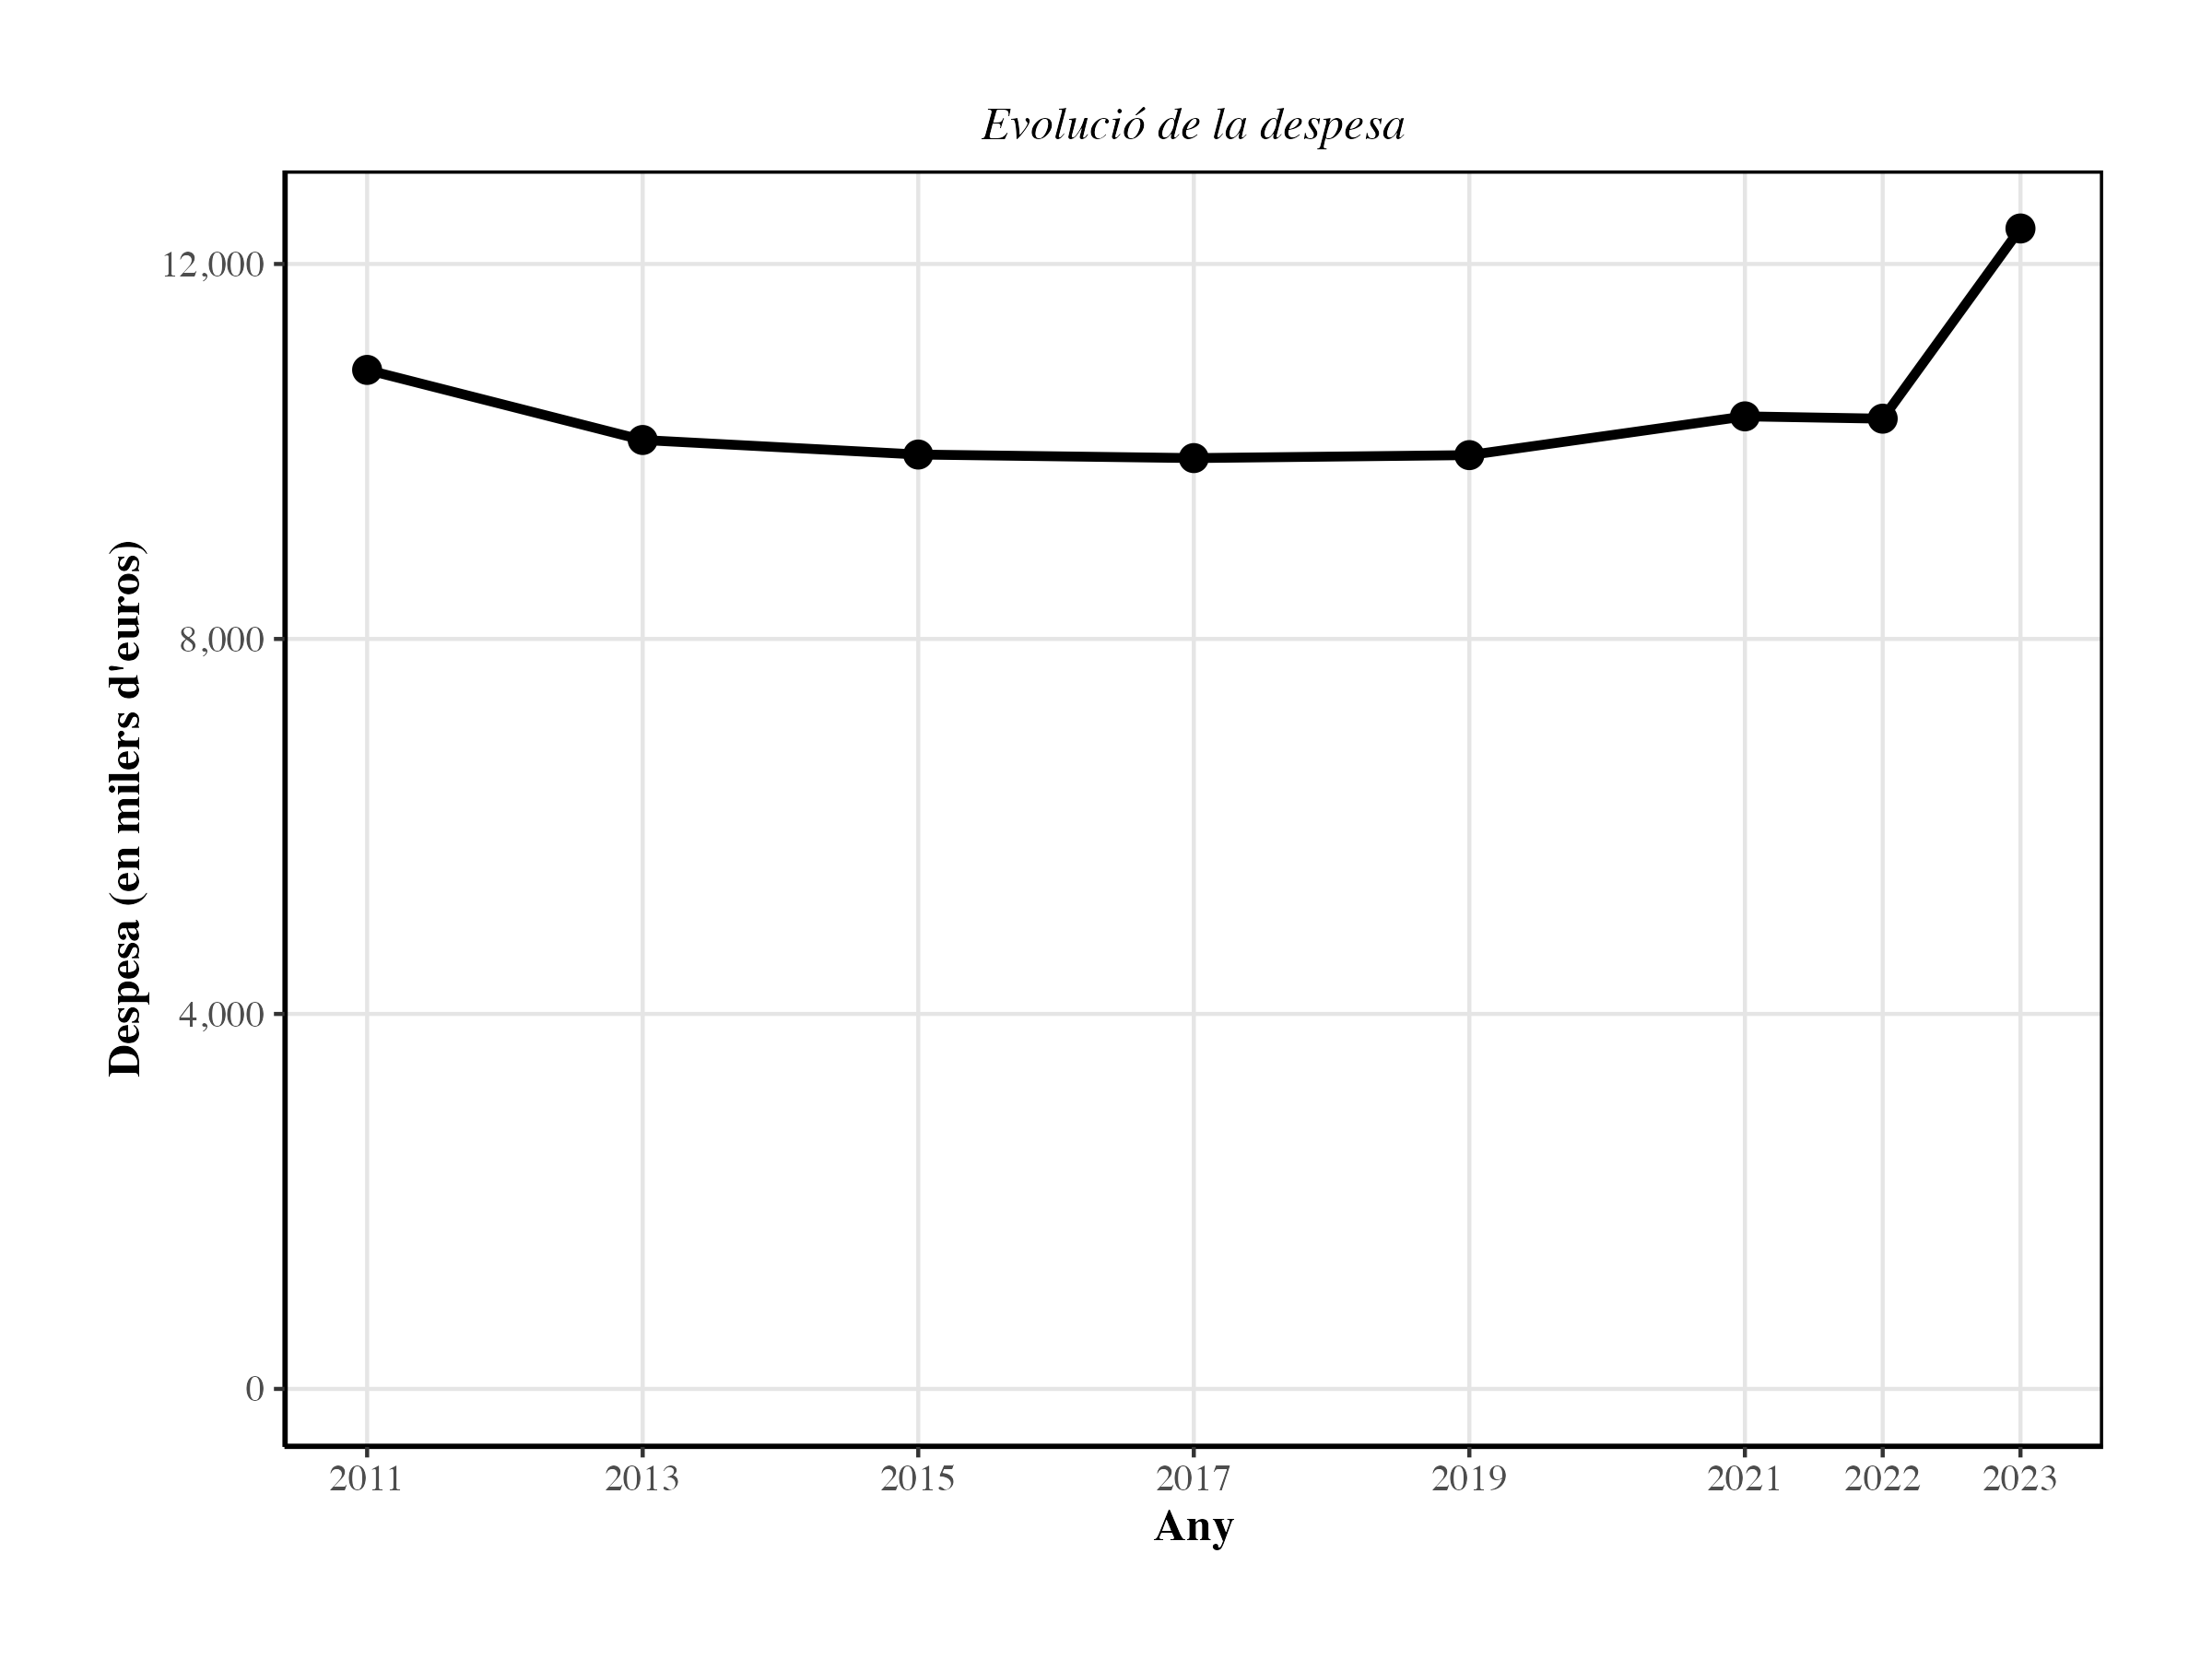 Evolució de la despesa
Despesa (en milers d'euros)
12,000
8,000
4,000
0
2011 2013 2015 2017 2019 2021 2022 2023
Any